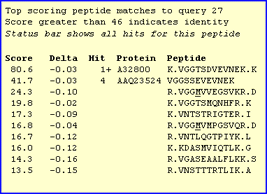 Top scoring peptide matches to query 27
Score greater than 46 indicates identity
Status bar shows all hits for this peptide
Score Delta Hit Protein Peptide
80.6 -0.03 1+ A32800 K.VGGTSDVEVNEK.K
41.7 -0.03 4 AAQ23524 VGGSSEVEVNEK
24.3 -0.10 R.VGGMVEVEGSVK.D
19.8 -0.02 K.VGGTSMQNHFR.K
17.3 -0.09 K.VNTSTRIGTER.I
16.8 -0.04 R.VGGMVMPGSVQR.D
16.7 -0.12 R.VNTLQGTPIYK.L
16.0 -0.12 K.KDASMVIQTLK.G
14.3 -0.16 R.VGASEAALFLKK.S
13.5 -0.15 R.VNSTTTRTLIK.A